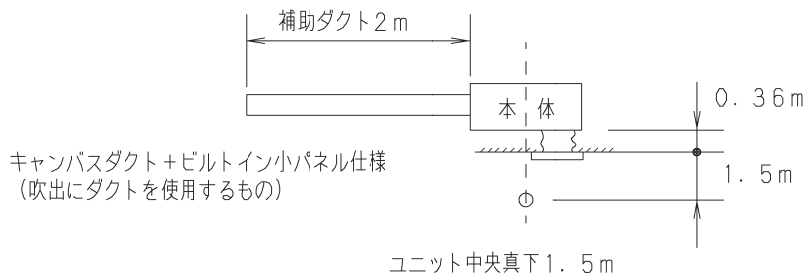 補助ダクト2m
本体
0.36m
キャンバスダクト+ビルトイン小パネル仕様
(吹出にダクトを使用するもの)
1.5m
ユニット中央真下1.5m